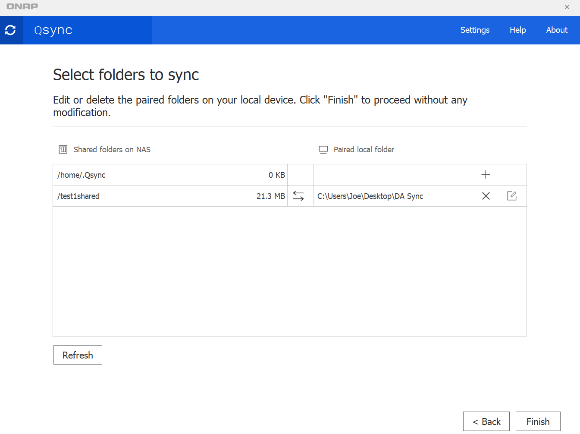 QNAP
Qsync
Settings Help About
Select folders to sync
Edit or delete the paired folders on your local device. Click "Finish" to proceed without any
modification.
Shared folders on NAS Paired local folder
/home/.Qsync 0 KB
/test1shared 21.3 MB C:\Users\Joe\Desktop\DA Sync
Refresh
< Back Finish